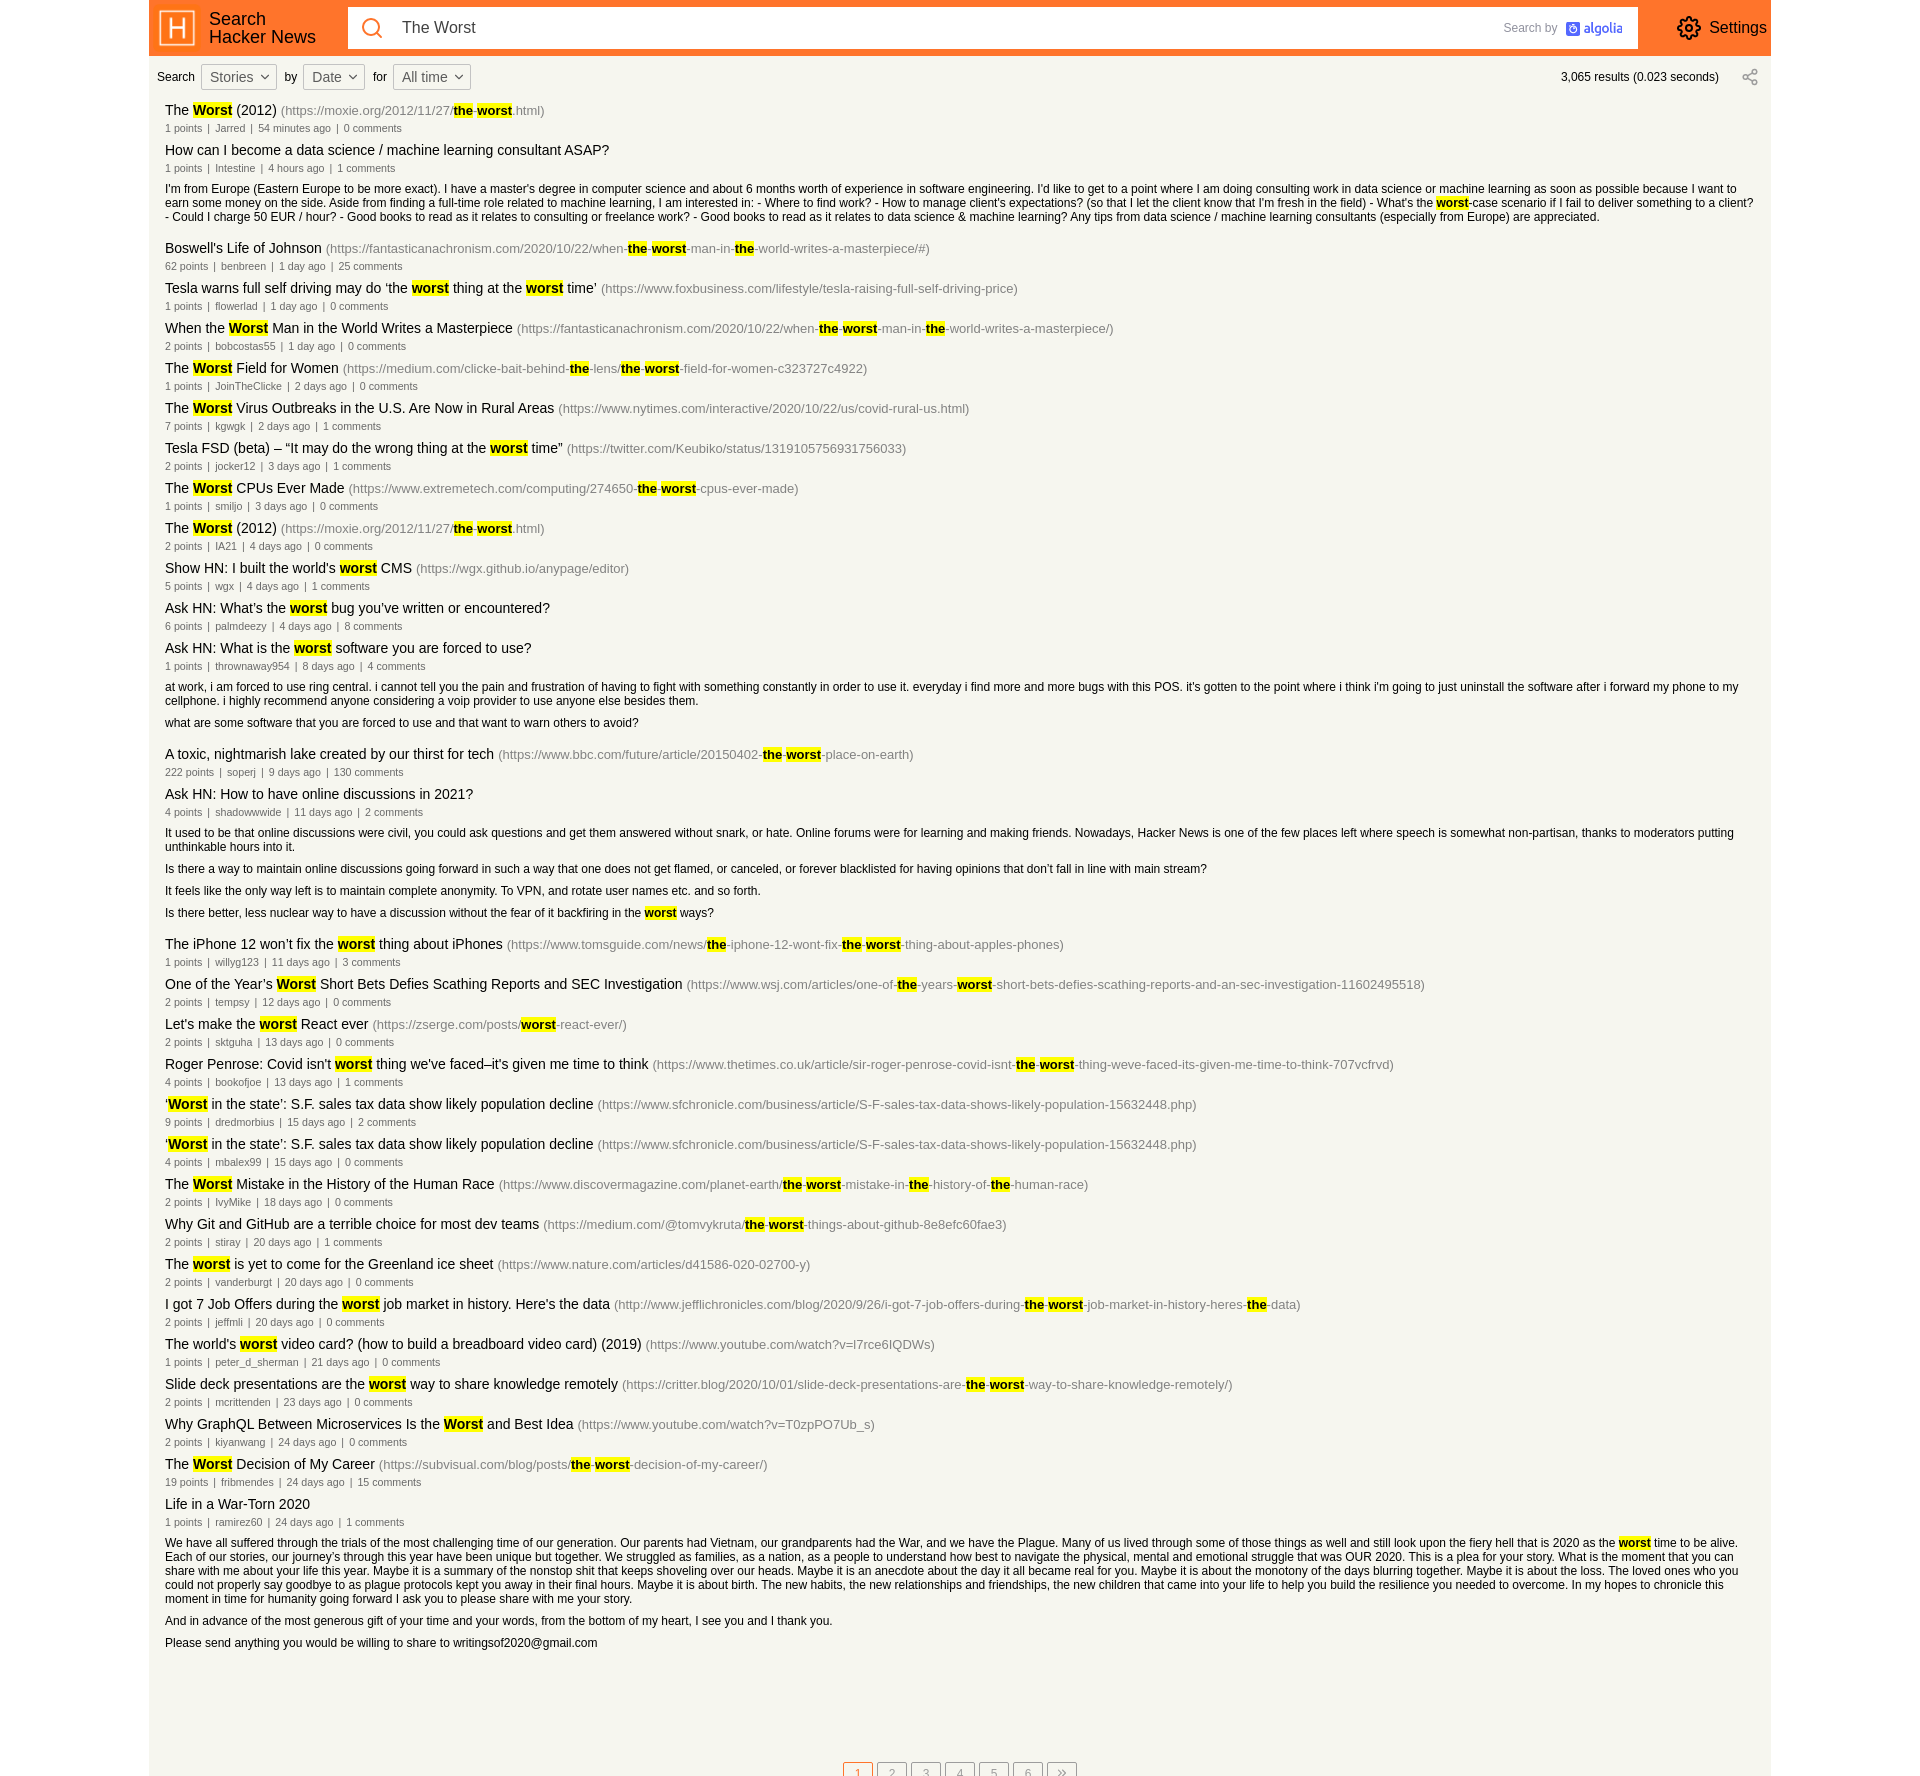 Search
Hacker News
The Worst
Search by algolia
Settings
Search Stories by Date for All time
3,065 results (0.023 seconds)
The Worst (2012) (https://moxie.org/2012/11/27/the-worst.html)
1 points | Jarred | 54 minutes ago | 0 comments
How can I become a data science / machine learning consultant ASAP?
1 points | Intestine | 4 hours ago | 1 comments
I'm from Europe (Eastern Europe to be more exact). I have a master's degree in computer science and about 6 months worth of experience in software engineering. I'd like to get to a point where I am doing consulting work in data science or machine learning as soon as possible because I want to
earn some money on the side. Aside from finding a full-time role related to machine learning, I am interested in: - Where to find work? - How to manage client's expectations? (so that I let the client know that I'm fresh in the field) - What's the worst-case scenario if I fail to deliver something to a client?
- Could I charge 50 EUR / hour? - Good books to read as it relates to consulting or freelance work? - Good books to read as it relates to data science & machine learning? Any tips from data science / machine learning consultants (especially from Europe) are appreciated.
Boswell's Life of Johnson (https://fantasticanachronism.com/2020/10/22/when-the-worst-man-in-the-world-writes-a-masterpiece/#)
62 points | benbreen | 1 day ago | 25 comments
Tesla warns full self driving may do ‘the worst thing at the worst time’ (https://www.foxbusiness.com/lifestyle/tesla-raising-full-self-driving-price)
1 points | flowerlad | 1 day ago | 0 comments
When the Worst Man in the World Writes a Masterpiece (https://fantasticanachronism.com/2020/10/22/when-the-worst-man-in-the-world-writes-a-masterpiece/)
2 points | bobcostas55 | 1 day ago | 0 comments
The Worst Field for Women (https://medium.com/clicke-bait-behind-the-lens/the-worst-field-for-women-c323727c4922)
1 points | JoinTheClicke | 2 days ago | 0 comments
The Worst Virus Outbreaks in the U.S. Are Now in Rural Areas (https://www.nytimes.com/interactive/2020/10/22/us/covid-rural-us.html)
7 points | kgwgk | 2 days ago | 1 comments
Tesla FSD (beta) – “It may do the wrong thing at the worst time” (https://twitter.com/Keubiko/status/1319105756931756033)
2 points | jocker12 | 3 days ago | 1 comments
The Worst CPUs Ever Made (https://www.extremetech.com/computing/274650-the-worst-cpus-ever-made)
1 points | smiljo | 3 days ago | 0 comments
The Worst (2012) (https://moxie.org/2012/11/27/the-worst.html)
2 points | IA21 | 4 days ago | 0 comments
Show HN: I built the world's worst CMS (https://wgx.github.io/anypage/editor)
5 points | wgx | 4 days ago | 1 comments
Ask HN: What’s the worst bug you’ve written or encountered?
6 points | palmdeezy | 4 days ago | 8 comments
Ask HN: What is the worst software you are forced to use?
1 points | thrownaway954 | 8 days ago | 4 comments
at work, i am forced to use ring central. i cannot tell you the pain and frustration of having to fight with something constantly in order to use it. everyday i find more and more bugs with this POS. it's gotten to the point where i think i'm going to just uninstall the software after i forward my phone to my
cellphone. i highly recommend anyone considering a voip provider to use anyone else besides them.
what are some software that you are forced to use and that want to warn others to avoid?
A toxic, nightmarish lake created by our thirst for tech (https://www.bbc.com/future/article/20150402-the-worst-place-on-earth)
222 points | soperj | 9 days ago | 130 comments
Ask HN: How to have online discussions in 2021?
4 points | shadowwwide | 11 days ago | 2 comments
It used to be that online discussions were civil, you could ask questions and get them answered without snark, or hate. Online forums were for learning and making friends. Nowadays, Hacker News is one of the few places left where speech is somewhat non-partisan, thanks to moderators putting
unthinkable hours into it.
Is there a way to maintain online discussions going forward in such a way that one does not get flamed, or canceled, or forever blacklisted for having opinions that don’t fall in line with main stream?
It feels like the only way left is to maintain complete anonymity. To VPN, and rotate user names etc. and so forth.
Is there better, less nuclear way to have a discussion without the fear of it backfiring in the worst ways?
The iPhone 12 won’t fix the worst thing about iPhones (https://www.tomsguide.com/news/the-iphone-12-wont-fix-the-worst-thing-about-apples-phones)
1 points | willyg123 | 11 days ago | 3 comments
One of the Year’s Worst Short Bets Defies Scathing Reports and SEC Investigation (https://www.wsj.com/articles/one-of-the-years-worst-short-bets-defies-scathing-reports-and-an-sec-investigation-11602495518)
2 points | tempsy | 12 days ago | 0 comments
Let's make the worst React ever (https://zserge.com/posts/worst-react-ever/)
2 points | sktguha | 13 days ago | 0 comments
Roger Penrose: Covid isn't worst thing we've faced–it's given me time to think (https://www.thetimes.co.uk/article/sir-roger-penrose-covid-isnt-the-worst-thing-weve-faced-its-given-me-time-to-think-707vcfrvd)
4 points | bookofjoe | 13 days ago | 1 comments
‘Worst in the state’: S.F. sales tax data show likely population decline (https://www.sfchronicle.com/business/article/S-F-sales-tax-data-shows-likely-population-15632448.php)
9 points | dredmorbius | 15 days ago | 2 comments
‘Worst in the state’: S.F. sales tax data show likely population decline (https://www.sfchronicle.com/business/article/S-F-sales-tax-data-shows-likely-population-15632448.php)
4 points | mbalex99 | 15 days ago | 0 comments
The Worst Mistake in the History of the Human Race (https://www.discovermagazine.com/planet-earth/the-worst-mistake-in-the-history-of-the-human-race)
2 points | IvyMike | 18 days ago | 0 comments
Why Git and GitHub are a terrible choice for most dev teams (https://medium.com/@tomvykruta/the-worst-things-about-github-8e8efc60fae3)
2 points | stiray | 20 days ago | 1 comments
The worst is yet to come for the Greenland ice sheet (https://www.nature.com/articles/d41586-020-02700-y)
2 points | vanderburgt | 20 days ago | 0 comments
I got 7 Job Offers during the worst job market in history. Here's the data (http://www.jefflichronicles.com/blog/2020/9/26/i-got-7-job-offers-during-the-worst-job-market-in-history-heres-the-data)
2 points | jeffmli | 20 days ago | 0 comments
The world's worst video card? (how to build a breadboard video card) (2019) (https://www.youtube.com/watch?v=l7rce6IQDWs)
1 points | peter_d_sherman | 21 days ago | 0 comments
Slide deck presentations are the worst way to share knowledge remotely (https://critter.blog/2020/10/01/slide-deck-presentations-are-the-worst-way-to-share-knowledge-remotely/)
2 points | mcrittenden | 23 days ago | 0 comments
Why GraphQL Between Microservices Is the Worst and Best Idea (https://www.youtube.com/watch?v=T0zpPO7Ub_s)
2 points | kiyanwang | 24 days ago | 0 comments
The Worst Decision of My Career (https://subvisual.com/blog/posts/the-worst-decision-of-my-career/)
19 points | fribmendes | 24 days ago | 15 comments
Life in a War-Torn 2020
1 points | ramirez60 | 24 days ago | 1 comments
We have all suffered through the trials of the most challenging time of our generation. Our parents had Vietnam, our grandparents had the War, and we have the Plague. Many of us lived through some of those things as well and still look upon the fiery hell that is 2020 as the worst time to be alive.
Each of our stories, our journey’s through this year have been unique but together. We struggled as families, as a nation, as a people to understand how best to navigate the physical, mental and emotional struggle that was OUR 2020. This is a plea for your story. What is the moment that you can
share with me about your life this year. Maybe it is a summary of the nonstop shit that keeps shoveling over our heads. Maybe it is an anecdote about the day it all became real for you. Maybe it is about the monotony of the days blurring together. Maybe it is about the loss. The loved ones who you
could not properly say goodbye to as plague protocols kept you away in their final hours. Maybe it is about birth. The new habits, the new relationships and friendships, the new children that came into your life to help you build the resilience you needed to overcome. In my hopes to chronicle this
moment in time for humanity going forward I ask you to please share with me your story.
And in advance of the most generous gift of your time and your words, from the bottom of my heart, I see you and I thank you.
Please send anything you would be willing to share to writingsof2020@gmail.com
1 2 3 4 5 6 »